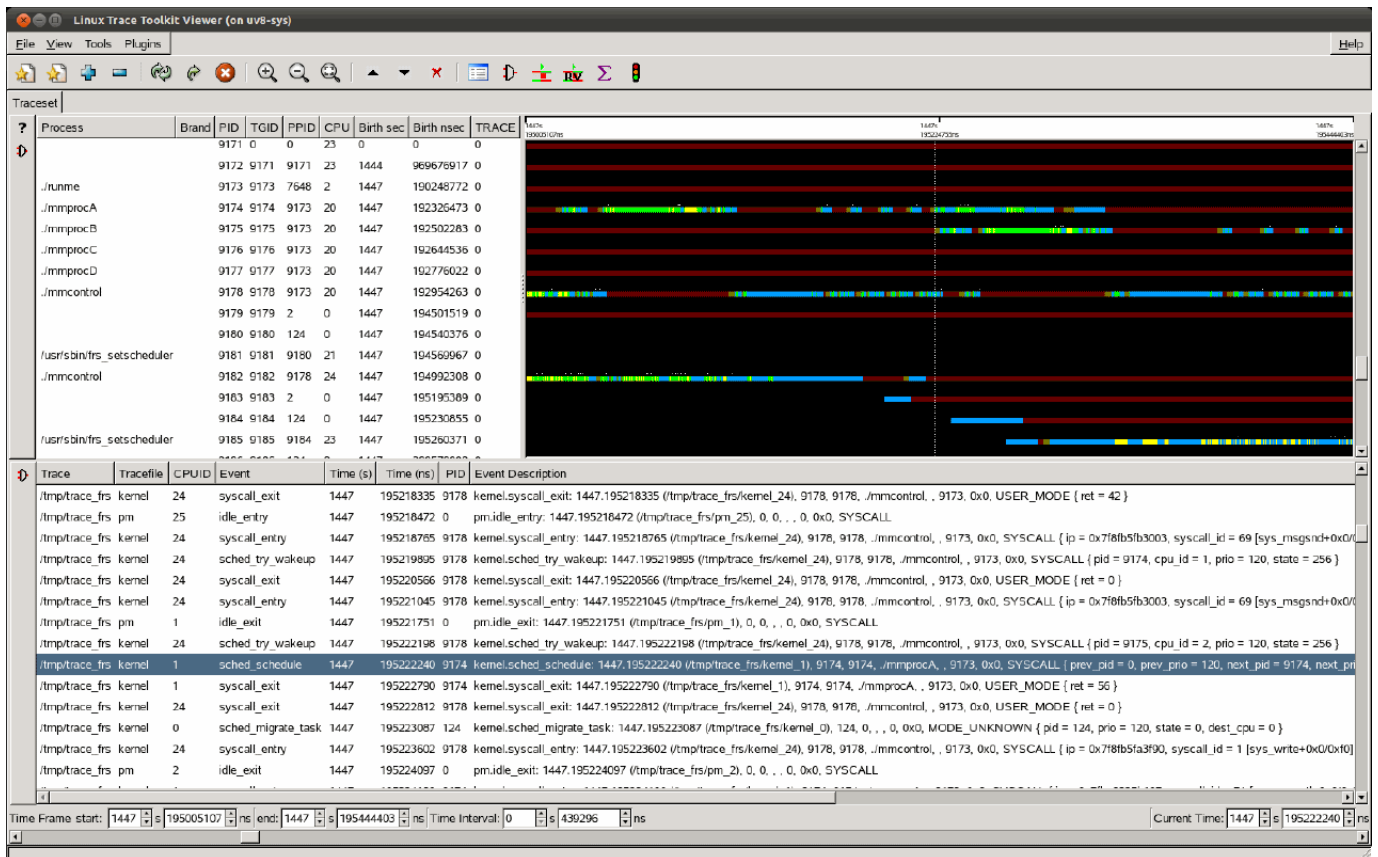 Linux Trace Toolkit Viewer (on uv8-sys)
File View Tools Plugins Help
Traceset
? Process Brand PID TGID PPID CPU Birth sec Birth nsec TRACE 1447s 195005107ns 1447s 195224755ns 1447s 195444403ns
9171 0 0 23 0 0 0
9172 9171 9171 23 1444 969676917 0
./runme 9173 9173 7648 2 1447 190248772 0
./mmprocA 9174 9174 9173 20 1447 192326473 0
./mmprocB 9175 9175 9173 20 1447 192502283 0
./mmprocC 9176 9176 9173 20 1447 192644536 0
./mmprocD 9177 9177 9173 20 1447 192776022 0
./mmcontrol 9178 9178 9173 20 1447 192954263 0
9179 9179 2 0 1447 194501519 0
9180 9180 124 0 1447 194540376 0
/usr/sbin/frs_setscheduler 9181 9181 9180 21 1447 194569967 0
./mmcontrol 9182 9182 9178 24 1447 194992308 0
9183 9183 2 0 1447 195195389 0
9184 9184 124 0 1447 195230855 0
/usr/sbin/frs_setscheduler 9185 9185 9184 23 1447 195260371 0
Trace Tracefile CPUID Event Time (s) Time (ns) PID Event Description
/tmp/trace_frs kernel 24 syscall_exit 1447 195218335 9178 kernel.syscall_exit: 1447.195218335 (/tmp/trace_frs/kernel_24), 9178, 9178, ./mmcontrol, , 9173, 0x0, USER_MODE { ret = 42 }
/tmp/trace_frs pm 25 idle_entry 1447 195218472 0 pm.idle_entry: 1447.195218472 (/tmp/trace_frs/pm_25), 0, 0, , , 0, 0x0, SYSCALL
/tmp/trace_frs kernel 24 syscall_entry 1447 195218765 9178 kernel.syscall_entry: 1447.195218765 (/tmp/trace_frs/kernel_24), 9178, 9178, ./mmcontrol, , 9173, 0x0, SYSCALL { ip = 0x7f8fb5fb3003, syscall_id = 69 [sys_msgsnd+0x0/
/tmp/trace_frs kernel 24 sched_try_wakeup 1447 195219895 9178 kernel.sched_try_wakeup: 1447.195219895 (/tmp/trace_frs/kernel_24), 9178, 9178, ./mmcontrol, , 9173, 0x0, SYSCALL { pid = 9174, cpu_id = 1, prio = 120, state = 256 }
/tmp/trace_frs kernel 24 syscall_exit 1447 195220566 9178 kernel.syscall_exit: 1447.195220566 (/tmp/trace_frs/kernel_24), 9178, 9178, ./mmcontrol, , 9173, 0x0, USER_MODE { ret = 0 }
/tmp/trace_frs kernel 24 syscall_entry 1447 195221045 9178 kernel.syscall_entry: 1447.195221045 (/tmp/trace_frs/kernel_24), 9178, 9178, ./mmcontrol, , 9173, 0x0, SYSCALL { ip = 0x7f8fb5fb3003, syscall_id = 69 [sys_msgsnd+0x0/
/tmp/trace_frs pm 1 idle_exit 1447 195221751 0 pm.idle_exit: 1447.195221751 (/tmp/trace_frs/pm_1), 0, 0, , , 0, 0x0, SYSCALL
/tmp/trace_frs kernel 24 sched_try_wakeup 1447 195222198 9178 kernel.sched_try_wakeup: 1447.195222198 (/tmp/trace_frs/kernel_24), 9178, 9178, ./mmcontrol, , 9173, 0x0, SYSCALL { pid = 9175, cpu_id = 2, prio = 120, state = 256 }
/tmp/trace_frs kernel 1 sched_schedule 1447 195222240 9174 kernel.sched_schedule: 1447.195222240 (/tmp/trace_frs/kernel_1), 9174, 9174, ./mmprocA, , 9173, 0x0, SYSCALL { prev_pid = 0, prev_prio = 120, next_pid = 9174, next_pri
/tmp/trace_frs kernel 1 syscall_exit 1447 195222790 9174 kernel.syscall_exit: 1447.195222790 (/tmp/trace_frs/kernel_1), 9174, 9174, ./mmprocA, , 9173, 0x0, USER_MODE { ret = 56 }
/tmp/trace_frs kernel 24 syscall_exit 1447 195222812 9178 kernel.syscall_exit: 1447.195222812 (/tmp/trace_frs/kernel_24), 9178, 9178, ./mmcontrol, , 9173, 0x0, USER_MODE { ret = 0 }
/tmp/trace_frs kernel 0 sched_migrate_task 1447 195223087 124 kernel.sched_migrate_task: 1447.195223087 (/tmp/trace_frs/kernel_0), 124, 0, , , 0, 0x0, MODE_UNKNOWN { pid = 124, prio = 120, state = 0, dest_cpu = 0 }
/tmp/trace_frs kernel 24 syscall_entry 1447 195223602 9178 kernel.syscall_entry: 1447.195223602 (/tmp/trace_frs/kernel_24), 9178, 9178, ./mmcontrol, , 9173, 0x0, SYSCALL { ip = 0x7f8fb5fa3f90, syscall_id = 1 [sys_write+0x0/0xf0]
/tmp/trace_frs pm 2 idle_exit 1447 195224097 0 pm.idle_exit: 1447.195224097 (/tmp/trace_frs/pm_2), 0, 0, , , 0, 0x0, SYSCALL
Time Frame start: 1447 s 195005107 ns end: 1447 s 195444403 ns Time Interval: 0 s 439296 ns Current Time: 1447 s 195222240 ns